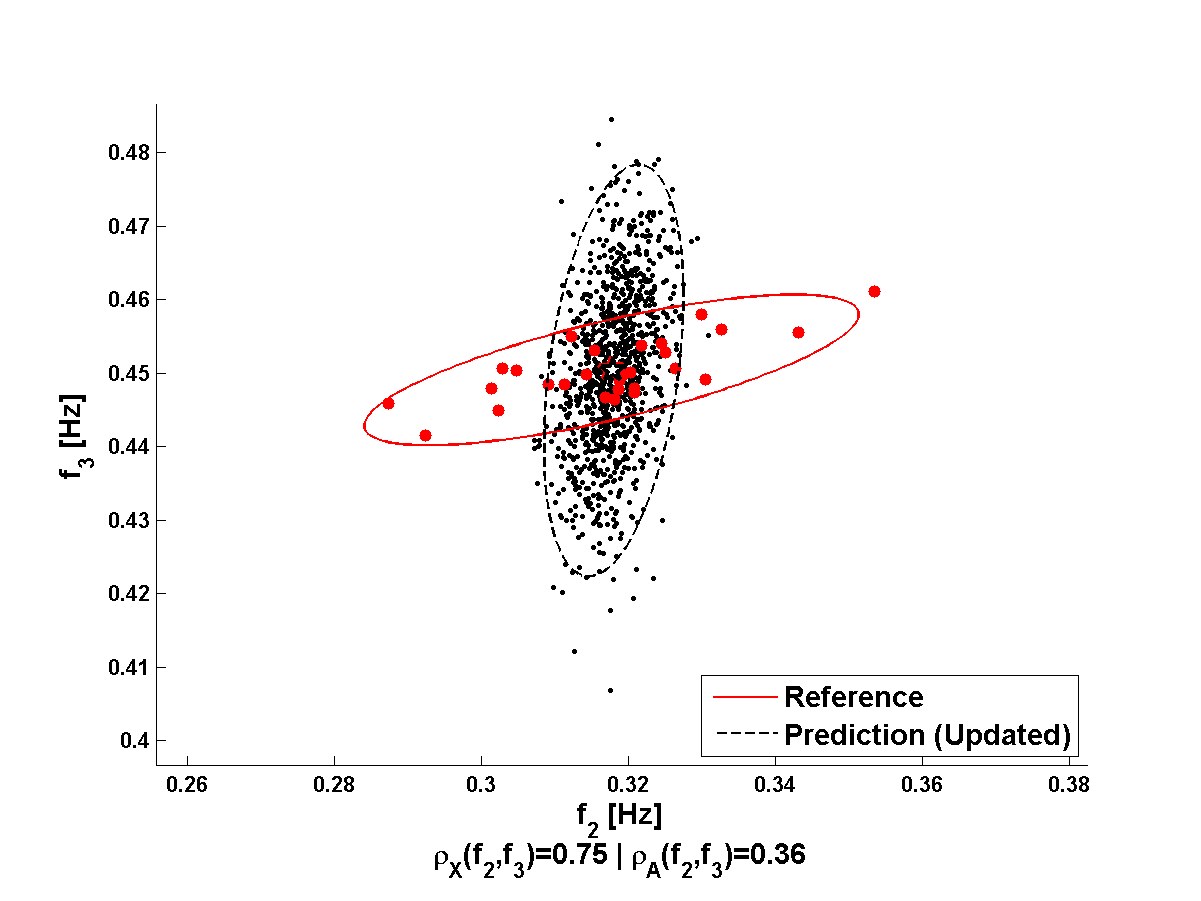 0.48
0.47
0.46
0.45
0.44
0.43
0.42
0.41
0.4
f3 [Hz]
0.26 0.28 0.3 0.32 0.34 0.36 0.38
f2 [Hz]
ρX(f2,f3)=0.75 | ρA(f2,f3)=0.36
Reference
Prediction (Updated)